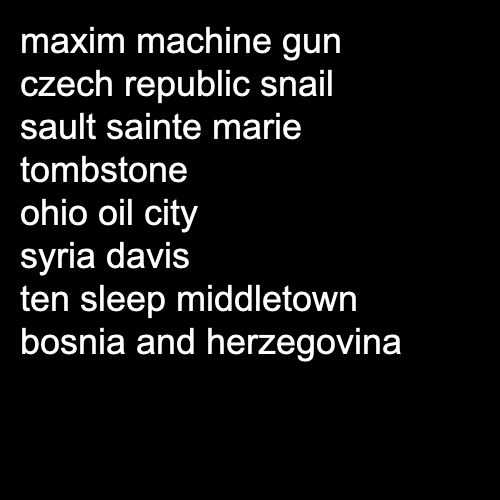 maxim machine gun
czech republic snail
sault sainte marie
tombstone
ohio oil city
syria davis
ten sleep middletown
bosnia and herzegovina